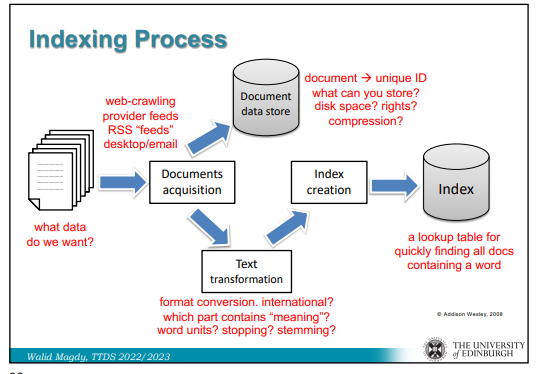 Indexing Process
web-crawling
provider feeds
RSS “feeds”
desktop/email
Document
data store
document → unique ID
what can you store?
disk space? rights?
compression?
what data
do we want?
Documents
acquisition
Index
creation
Index
a lookup table for
quickly finding all docs
containing a word
Text
transformation
format conversion. international?
which part contains “meaning”?
word units? stopping? stemming?
© Addison Wesley, 2008
Walid Magdy, TTDS 2022/2023
THE UNIVERSITY
of EDINBURGH